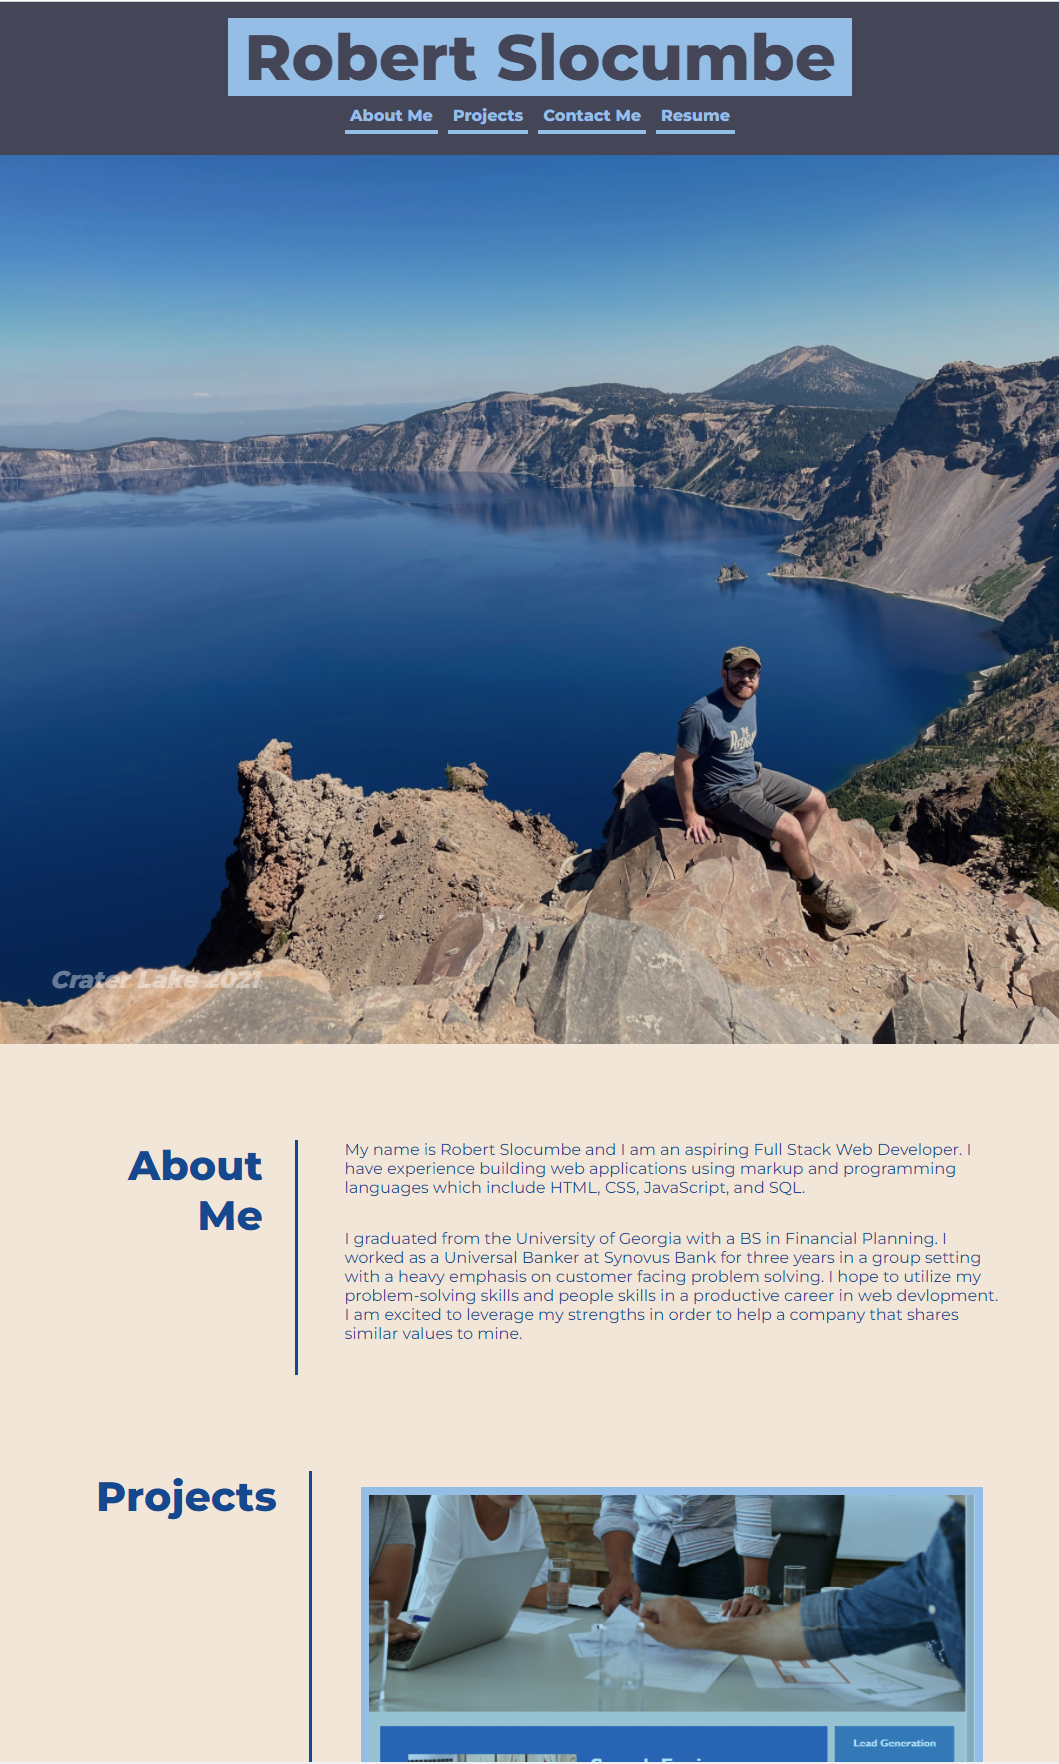 Robert Slocumbe
About Me Projects Contact Me Resume
Crater Lake 2021
About
Me
My name is Robert Slocumbe and I am an aspiring Full Stack Web Developer. I
have experience building web applications using markup and programming
languages which include HTML, CSS, JavaScript, and SQL.
I graduated from the University of Georgia with a BS in Financial Planning. I
worked as a Universal Banker at Synovus Bank for three years in a group setting
with a heavy emphasis on customer facing problem solving. I hope to utilize my
problem-solving skills and people skills in a productive career in web devlopment.
I am excited to leverage my strengths in order to help a company that shares
similar values to mine.
Projects
Lead Generation